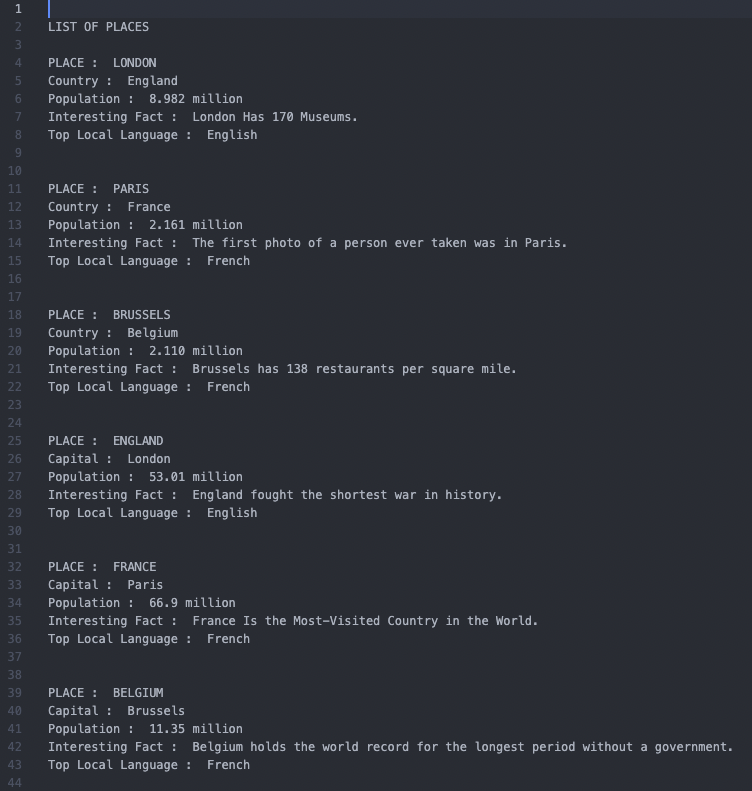 1
2 LIST OF PLACES
3
4 PLACE :  LONDON
5 Country :  England
6 Population :  8.982 million
7 Interesting Fact :  London Has 170 Museums.
8 Top Local Language :  English
9
10
11 PLACE :  PARIS
12 Country :  France
13 Population :  2.161 million
14 Interesting Fact :  The first photo of a person ever taken was in Paris.
15 Top Local Language :  French
16
17
18 PLACE :  BRUSSELS
19 Country :  Belgium
20 Population :  2.110 million
21 Interesting Fact :  Brussels has 138 restaurants per square mile.
22 Top Local Language :  French
23
24
25 PLACE :  ENGLAND
26 Capital :  London
27 Population :  53.01 million
28 Interesting Fact :  England fought the shortest war in history.
29 Top Local Language :  English
30
31
32 PLACE :  FRANCE
33 Capital :  Paris
34 Population :  66.9 million
35 Interesting Fact :  France Is the Most-Visited Country in the World.
36 Top Local Language :  French
37
38
39 PLACE :  BELGIUM
40 Capital :  Brussels
41 Population :  11.35 million
42 Interesting Fact :  Belgium holds the world record for the longest period without a government.
43 Top Local Language :  French
44